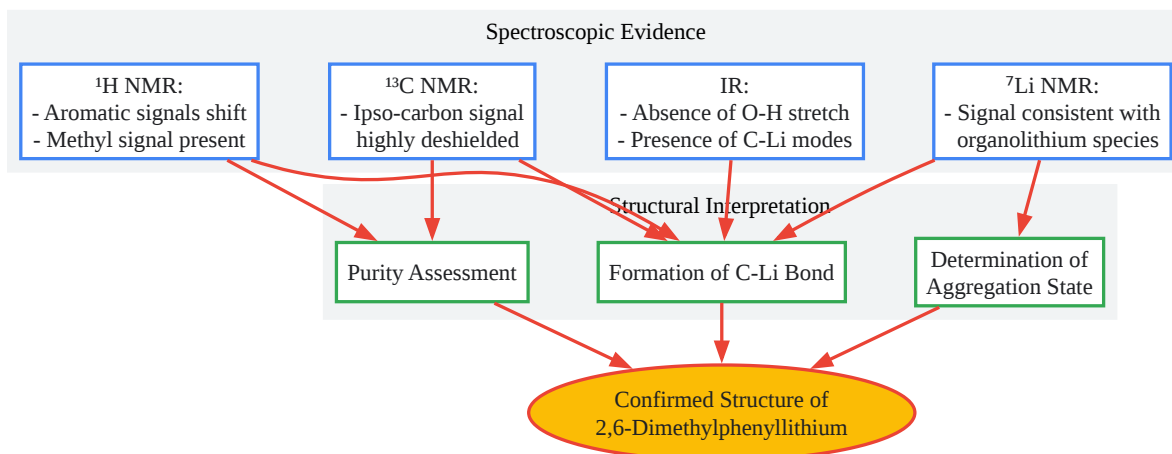 Spectroscopic Evidence
¹H NMR:
- Aromatic signals shift
- Methyl signal present
¹³C NMR:
- Ipso-carbon signal
highly deshielded
IR:
- Absence of O-H stretch
- Presence of C-Li modes
⁷Li NMR:
- Signal consistent with
organolithium species
Structural Interpretation
Purity Assessment
Formation of C-Li Bond
Determination of
Aggregation State
Confirmed Structure of
2,6-Dimethylphenyllithium